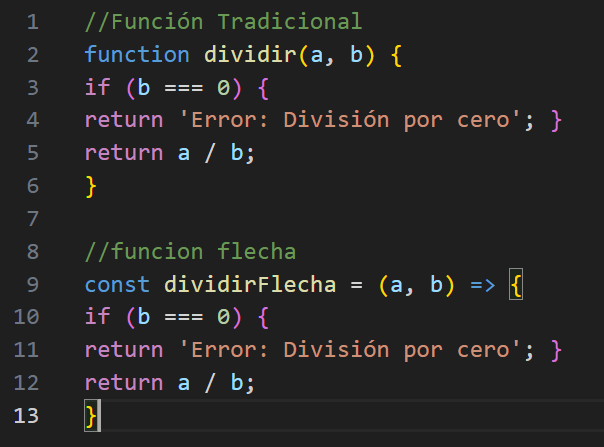 1 //Función Tradicional
2 function dividir(a, b) {
3 if (b === 0) {
4 return 'Error: División por cero'; }
5 return a / b;
6 }
7
8 //funcion flecha
9 const dividirFlecha = (a, b) => {
10 if (b === 0) {
11 return 'Error: División por cero'; }
12 return a / b;
13 }